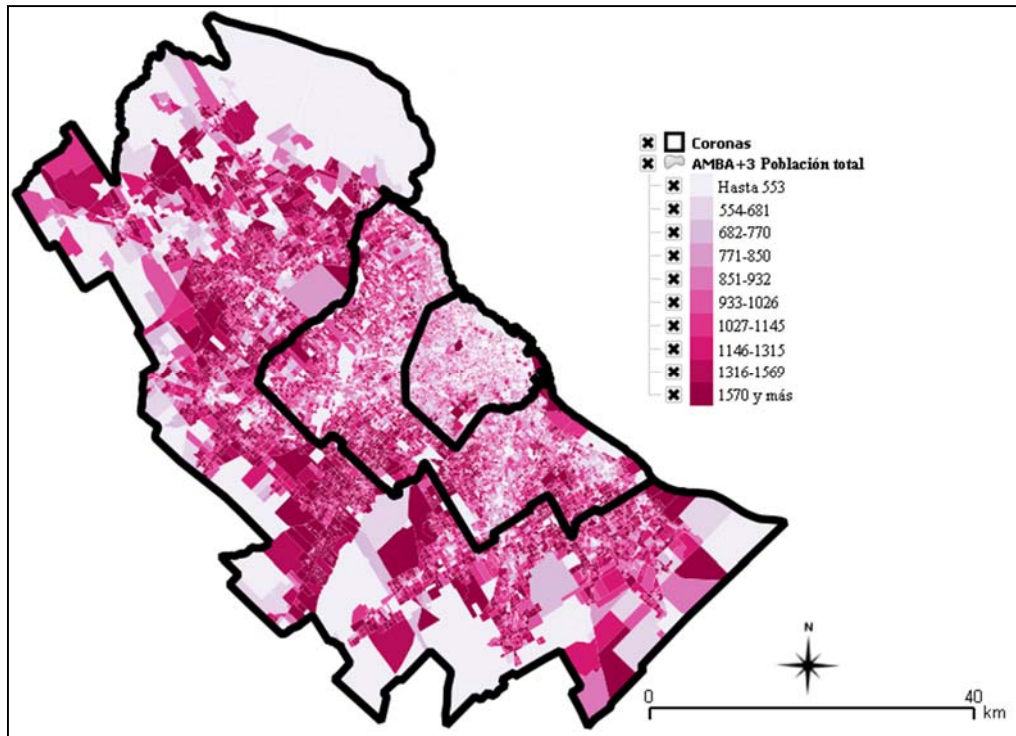 Coronas
AMBA+3 Población total
Hasta 553
554-681
682-770
771-850
851-932
933-1026
1027-1145
1146-1315
1316-1569
1570 y más
N
0 40
km